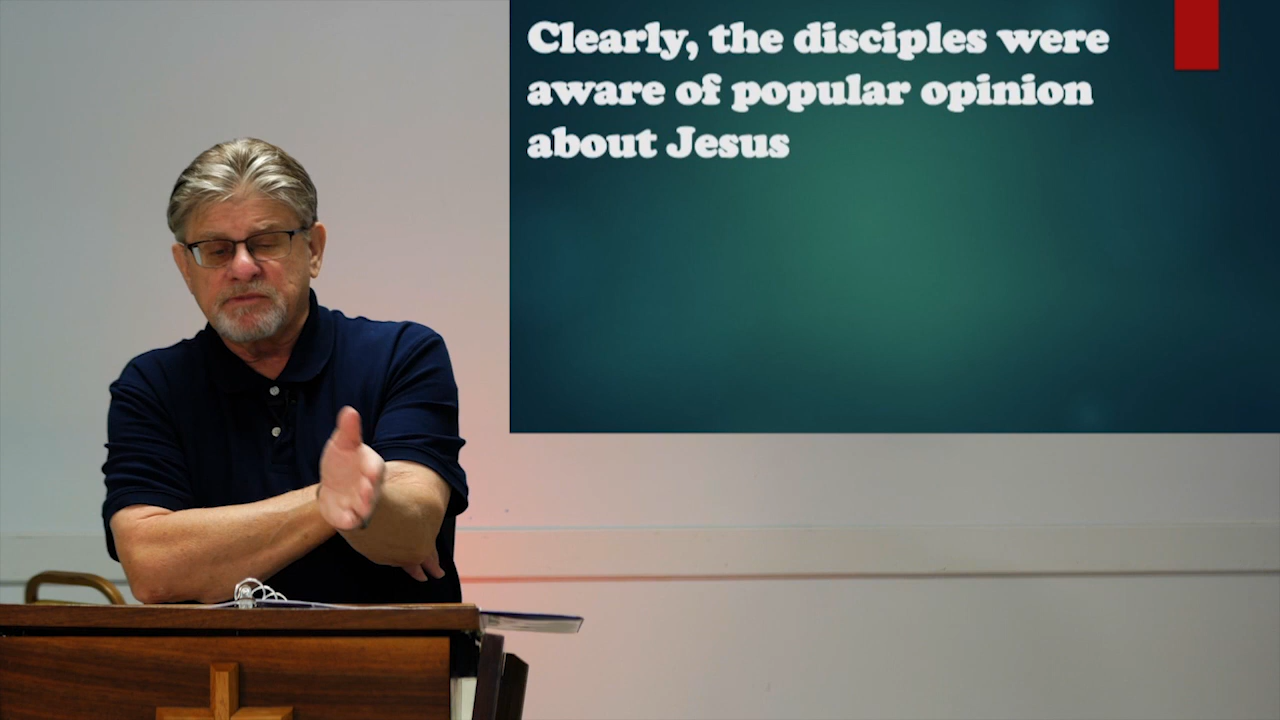 Clearly, the disciples were
aware of popular opinion
about Jesus